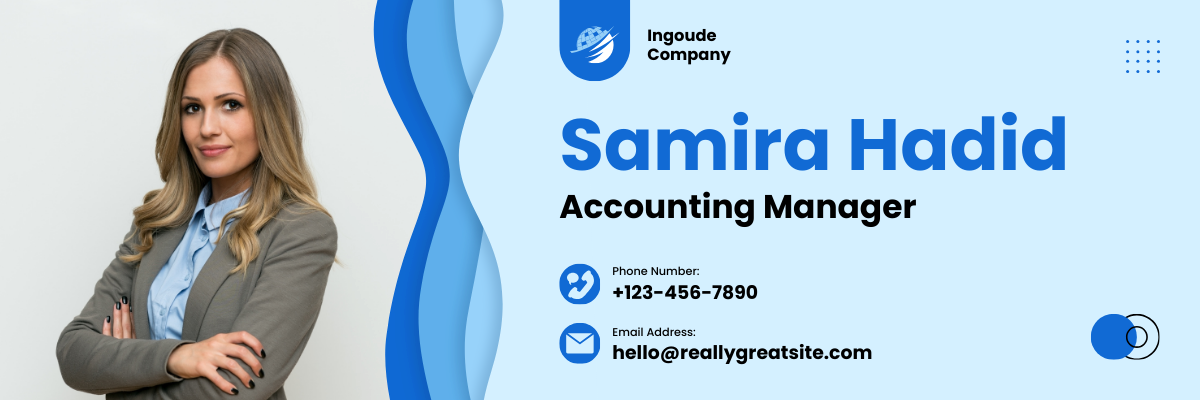 Ingoude
Company
Samira Hadid
Accounting Manager
Phone Number:
+123-456-7890
Email Address:
hello@reallygreatsite.com